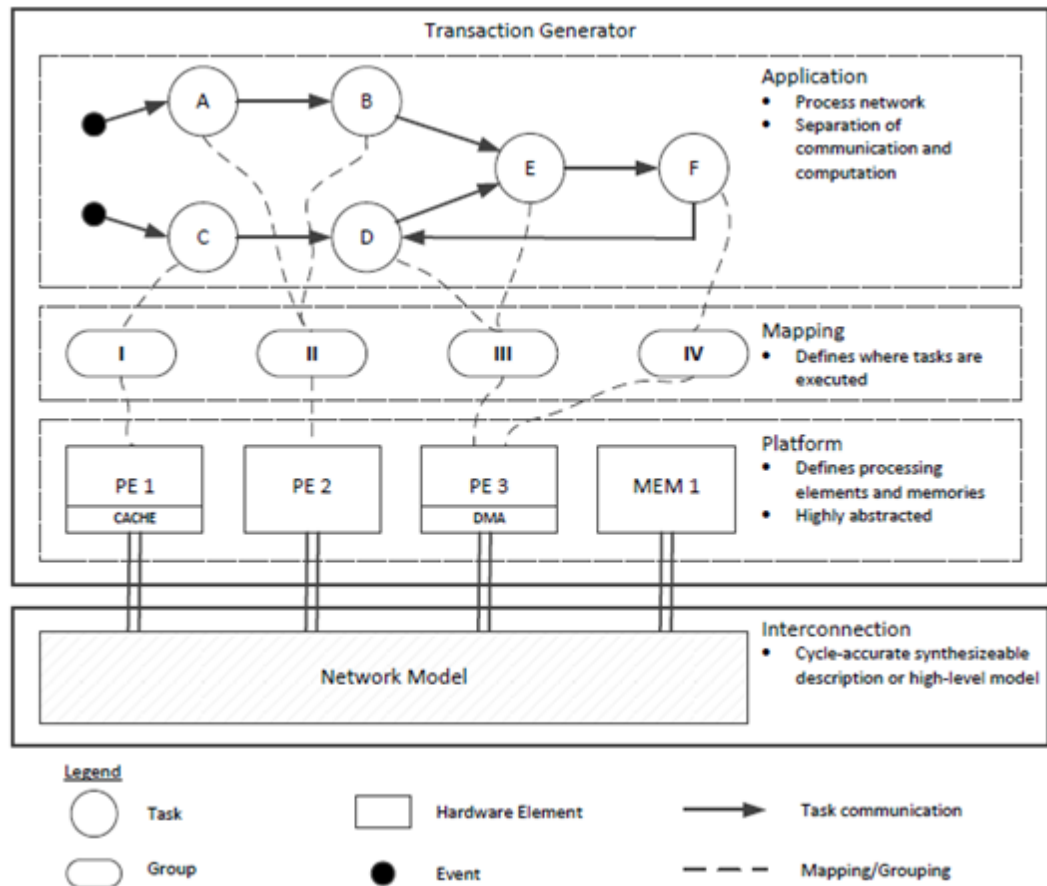 Transaction Generator
Application
• Process network
• Separation of
communication and
computation
A
B
E
F
C
D
Mapping
• Defines where tasks are
executed
I
II
III
IV
Platform
• Defines processing
elements and memories
• Highly abstracted
PE 1
CACHE
PE 2
PE 3
DMA
MEM 1
Interconnection
• Cycle-accurate synthesizeable
description or high-level model
Network Model
Legend
Task
Hardware Element
Task communication
Group
Event
Mapping/Grouping